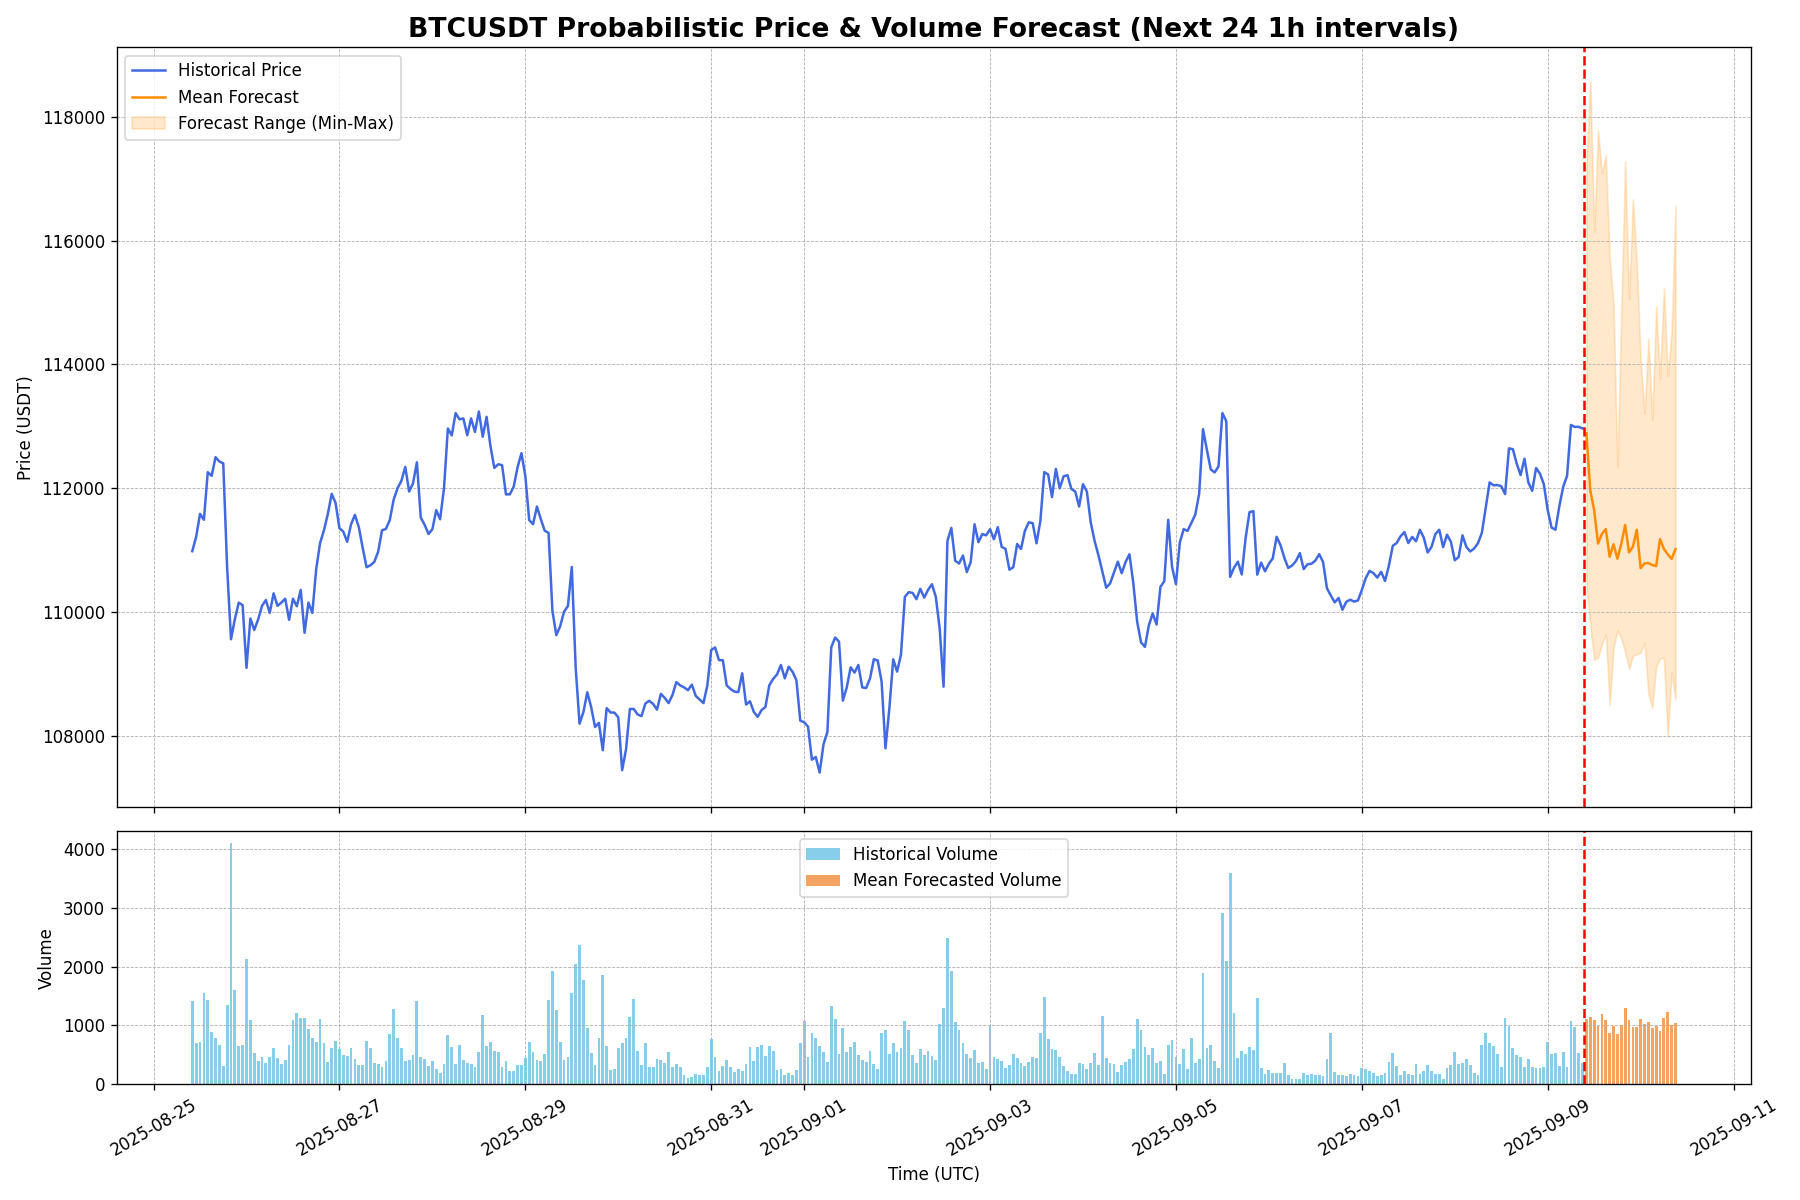 BTCUSDT Probabilistic Price & Volume Forecast (Next 24 1h intervals)
Historical Price
Mean Forecast
Forecast Range (Min-Max)
Price (USDT)
118000
116000
114000
112000
110000
108000
Historical Volume
Mean Forecasted Volume
Volume
4000
3000
2000
1000
0
2025-08-25
2025-08-27
2025-08-29
2025-08-31
2025-09-01
2025-09-03
2025-09-05
2025-09-07
2025-09-09
2025-09-11
Time (UTC)